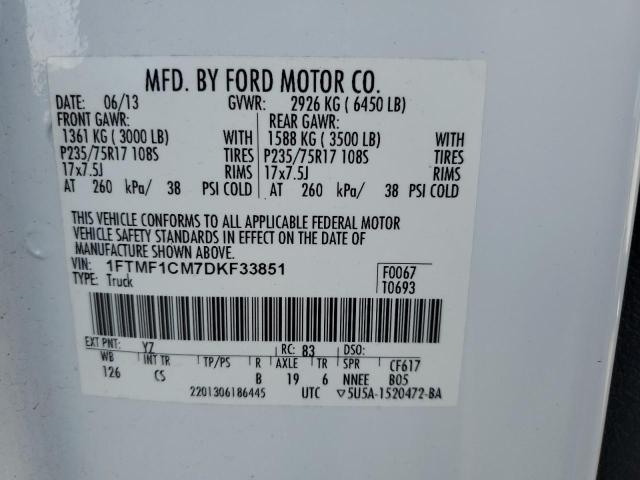 MFD. BY FORD MOTOR CO.
DATE: 06/13 GVWR: 2926 KG ( 6450 LB)
FRONT GAWR: REAR GAWR:
1361 KG ( 3000 LB) WITH 1588 KG ( 3500 LB) WITH
P235/75R17 108S TIRES P235/75R17 108S TIRES
17x7.5J RIMS 17x7.5J RIMS
AT 260 kPa/ 38 PSI COLD AT 260 kPa/ 38 PSI COLD
THIS VEHICLE CONFORMS TO ALL APPLICABLE FEDERAL MOTOR
VEHICLE SAFETY STANDARDS IN EFFECT ON THE DATE OF
MANUFACTURE SHOWN ABOVE.
VIN: 1FTMF1CM7DKF33851 F0067
TYPE: Truck T0693
EXT PNT: YZ RC: 83 DSO:
WB INT TR TP/PS R AXLE TR SPR CF617
126 CS B 19 6 NNEE B05
2201306186445 UTC ▽5U5A-1520472-BA